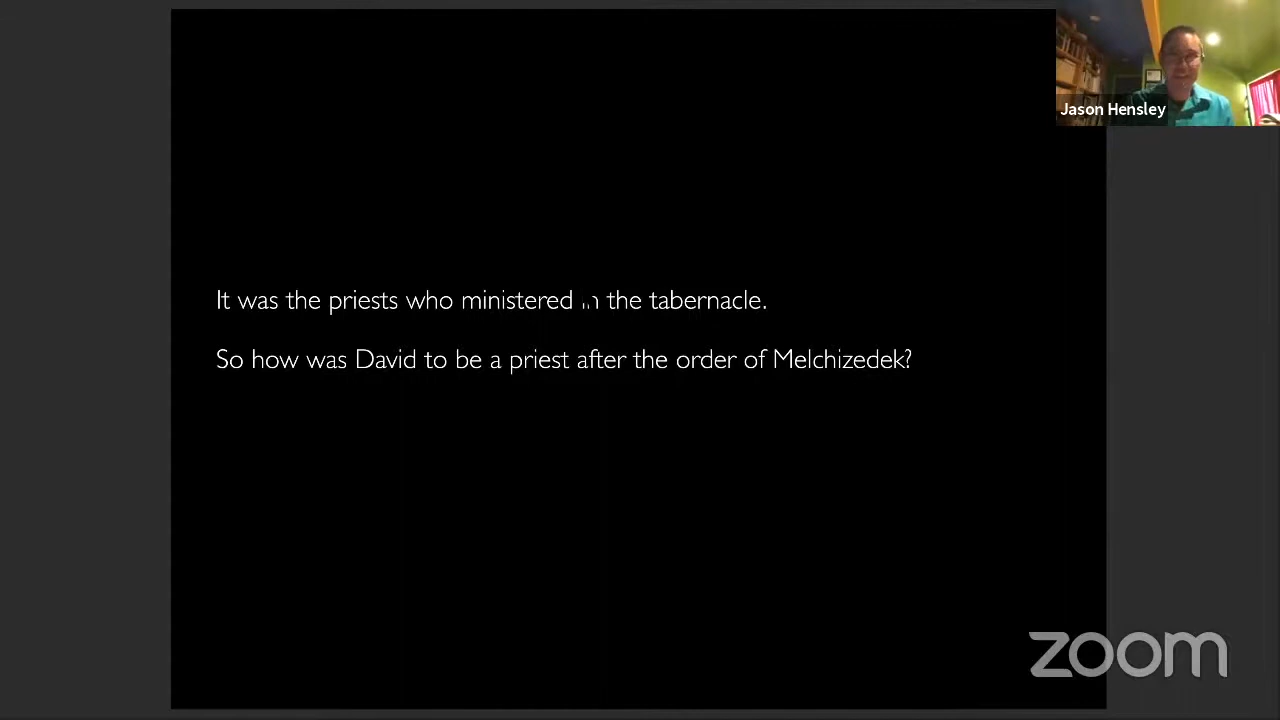 Jason Hensley
It was the priests who ministered in the tabernacle.
So how was David to be a priest after the order of Melchizedek?
zoom